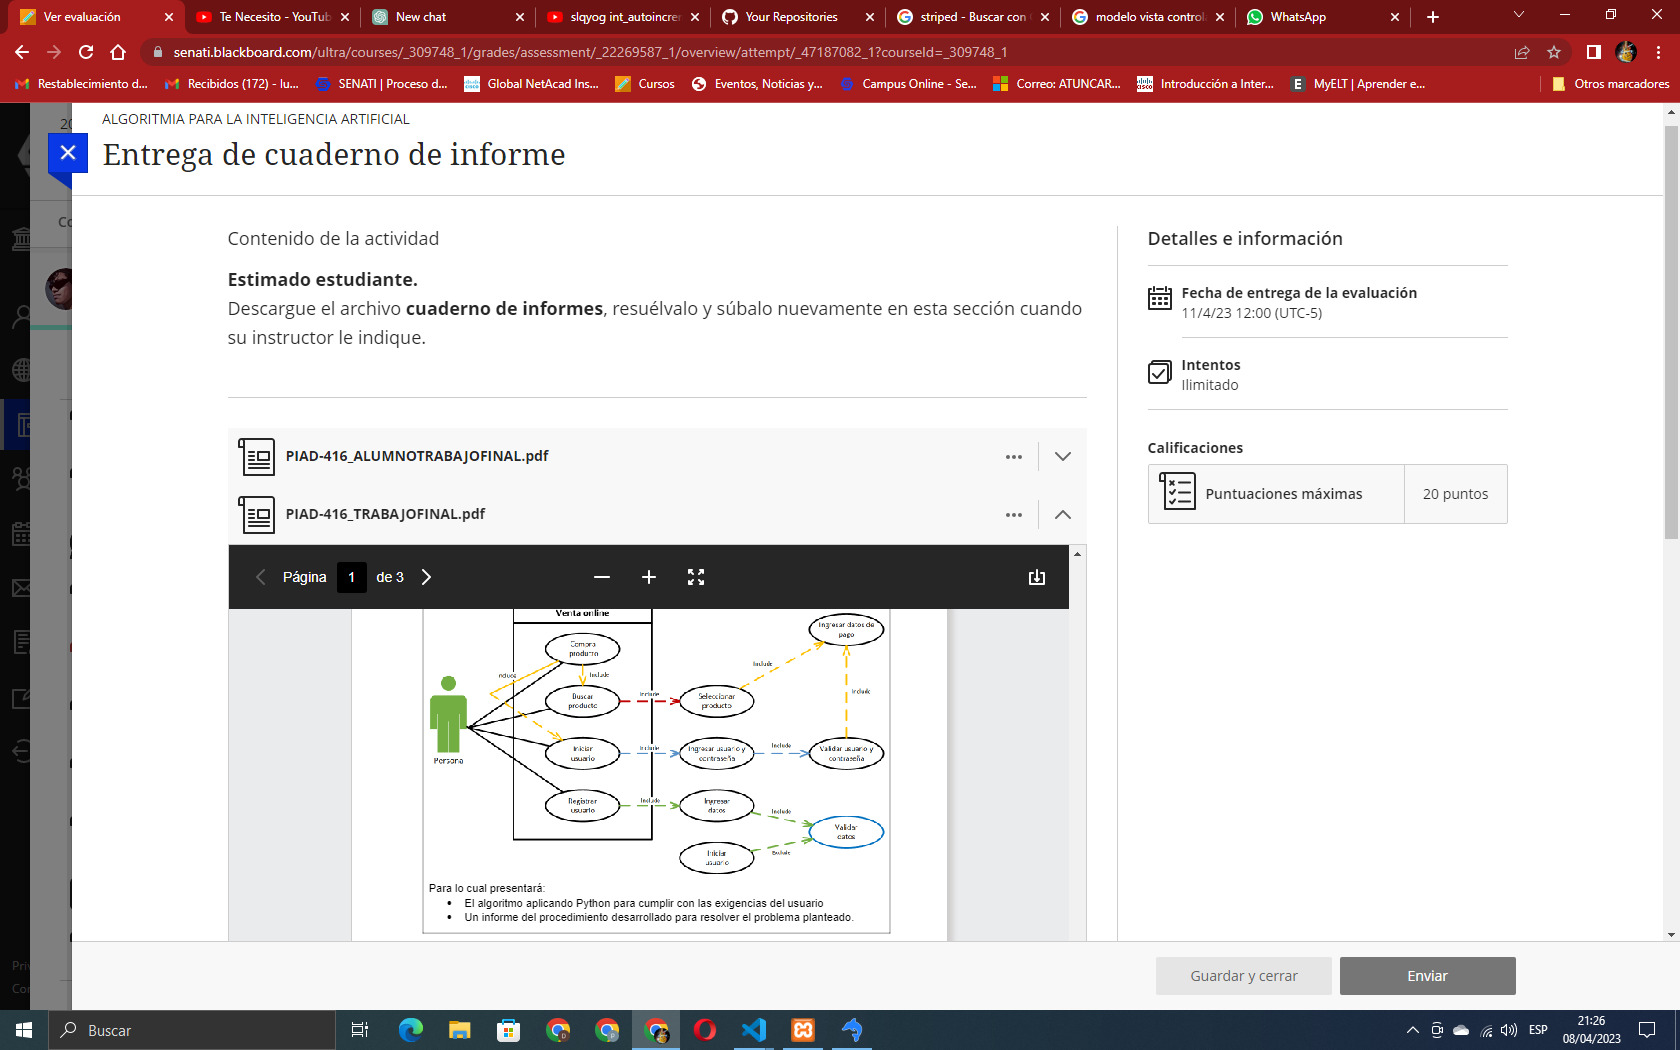 Ver evaluación
Te Necesito - YouTub
New chat
slqyog int_autoincrer
Your Repositories
striped - Buscar con
modelo vista control
WhatsApp
senati.blackboard.com/ultra/courses/_309748_1/grades/assessment/_22269587_1/overview/attempt/_47187082_1?courseId=_309748_1
Restablecimiento d...
Recibidos (172) - lu...
SENATI | Proceso d...
Global NetAcad Ins...
Cursos
Eventos, Noticias y...
Campus Online - Se...
Correo: ATUNCAR...
Introducción a Inter...
MyELT | Aprender e...
Otros marcadores
ALGORITMIA PARA LA INTELIGENCIA ARTIFICIAL
Entrega de cuaderno de informe
Contenido de la actividad
Estimado estudiante.
Descargue el archivo cuaderno de informes, resuélvalo y súbalo nuevamente en esta sección cuando
su instructor le indique.
PIAD-416_ALUMNOTRABAJOFINAL.pdf
PIAD-416_TRABAJOFINAL.pdf
Página 1 de 3
Venta online
Compra
producto
Include
Include
Buscar
producto
Include
Seleccionar
producto
Include
Ingresar datos de
pago
Include
Persona
Iniciar
usuario
Include
Ingresar usuario y
contraseña
Include
Validar usuario y
contraseña
Registrar
usuario
Include
Ingresar
datos
Include
Validar
datos
Iniciar
usuario
Para lo cual presentará:
• El algoritmo aplicando Python para cumplir con las exigencias del usuario
• Un informe del procedimiento desarrollado para resolver el problema planteado.
Detalles e información
Fecha de entrega de la evaluación
11/4/23 12:00 (UTC-5)
Intentos
Ilimitado
Calificaciones
Puntuaciones máximas
20 puntos
Guardar y cerrar
Enviar
Buscar
ESP
21:26
08/04/2023